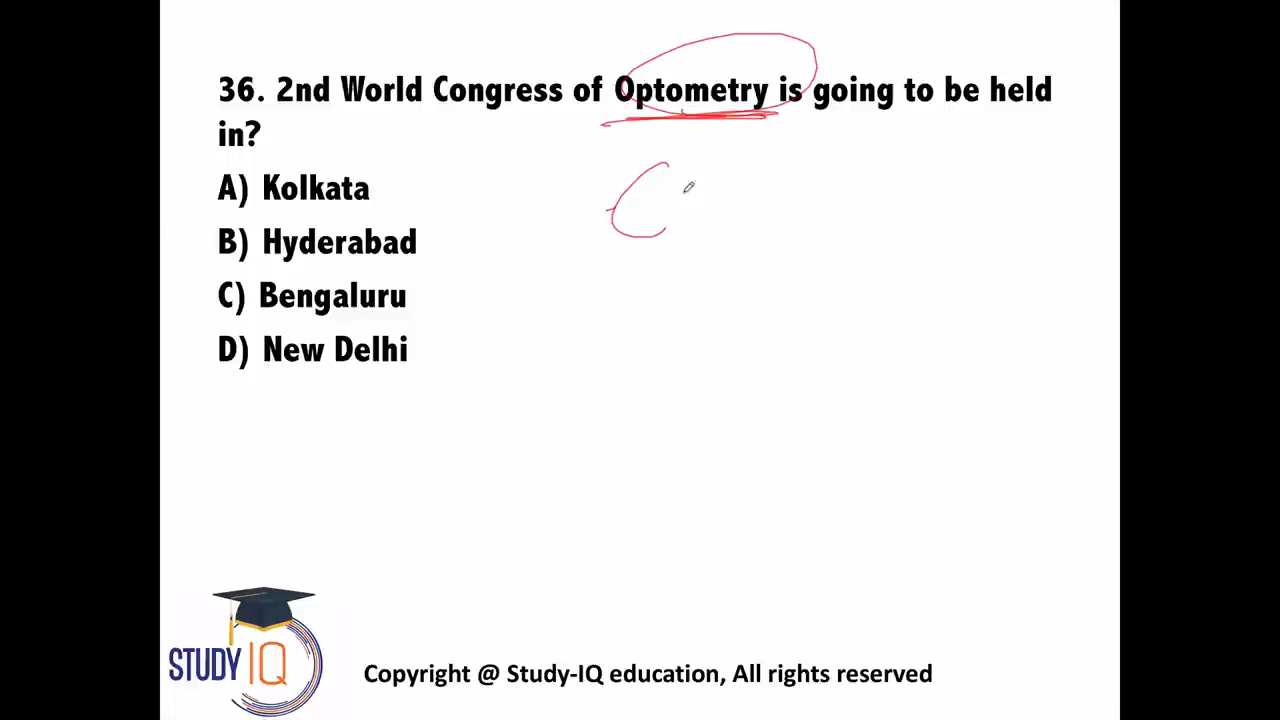 36. 2nd World Congress of Optometry is going to be held
in?
A) Kolkata
B) Hyderabad
C) Bengaluru
D) New Delhi
STUDY IQ
Copyright @ Study-IQ education, All rights reserved